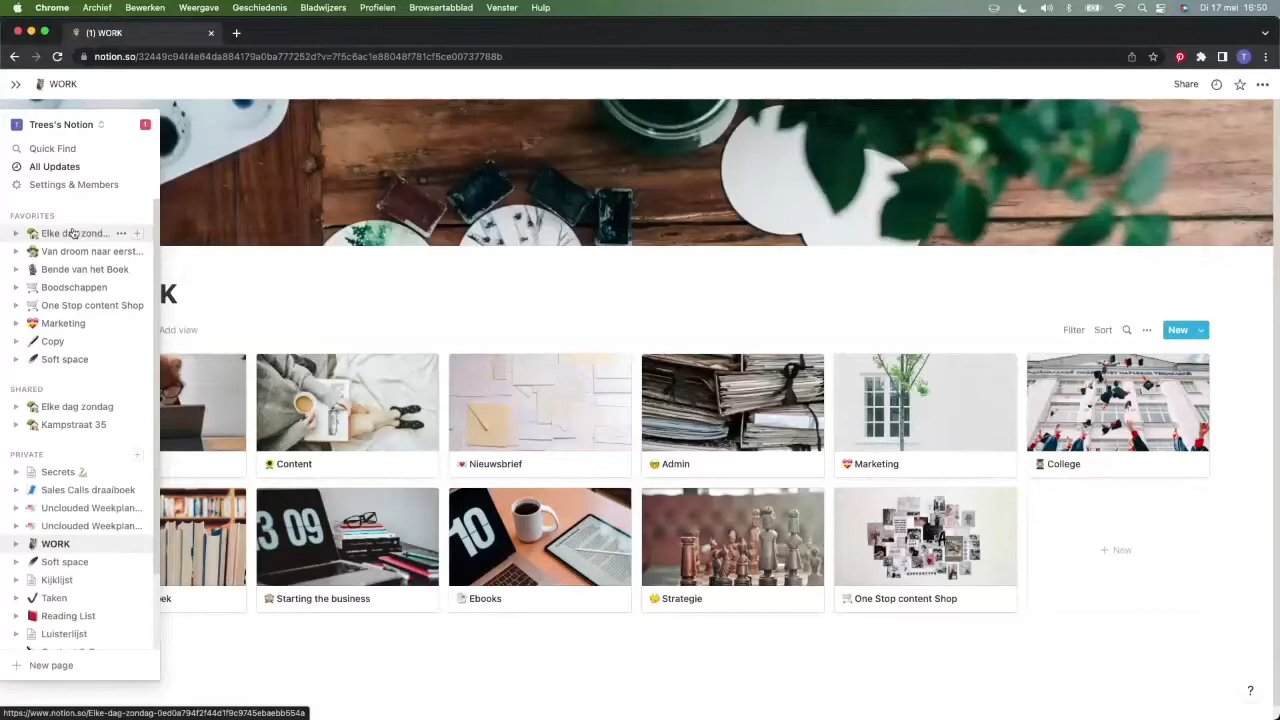 Chrome Archief Bewerken Weergave Geschiedenis Bladwijzers Profielen Browsertabblad Venster Help Di 17 mei 16:50
(1) WORK
notion.so/32449c94f4e64da884179a0ba777252d?v=7f5c6ac1e88048f781cf5ce007377788b
T
WORK
Share
T Trees's Notion 1
Quick Find
All Updates
Settings & Members
FAVORITES
Elke dag zond...
Van droom naar eerst...
Bende van het Boek
Boodschappen
One Stop content Shop
Marketing
Copy
Soft space
SHARED
Elke dag zondag
Kampstraat 35
PRIVATE
Secrets
Sales Calls draaiboek
Unclouded Weekplan...
Unclouded Weekplan...
WORK
Soft space
Kijklijst
Taken
Reading List
Luisterlijst
New page
K
Add view
Filter Sort New
Content
Nieuwsbrief
Admin
Marketing
College
13 09
10
ek
Starting the business
Ebooks
Strategie
One Stop content Shop
+ New
?
https://www.notion.so/Elke-dag-zondag-0ed0a794f2f44d1f9c9745ebaebb554a